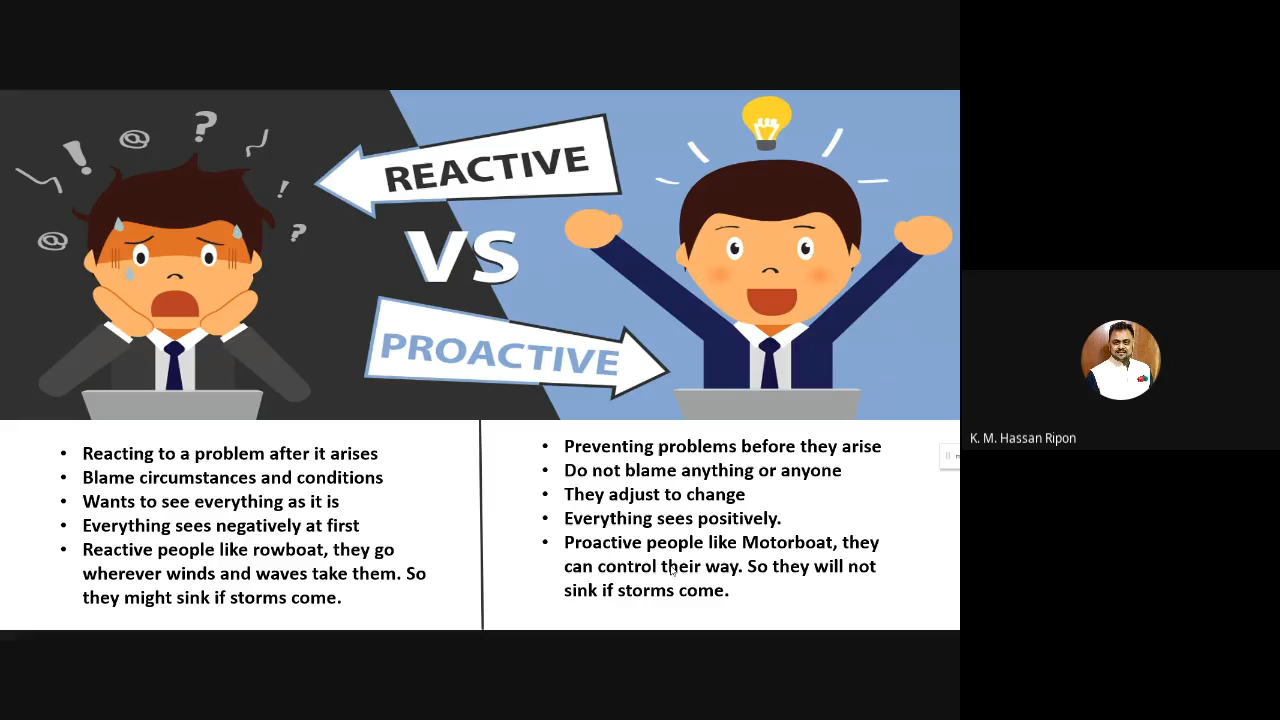 REACTIVE
VS
PROACTIVE
• Reacting to a problem after it arises
• Blame circumstances and conditions
• Wants to see everything as it is
• Everything sees negatively at first
• Reactive people like rowboat, they go
wherever winds and waves take them. So
they might sink if storms come.
• Preventing problems before they arise
• Do not blame anything or anyone
• They adjust to change
• Everything sees positively.
• Proactive people like Motorboat, they
can control their way. So they will not
sink if storms come.
K. M. Hassan Ripon